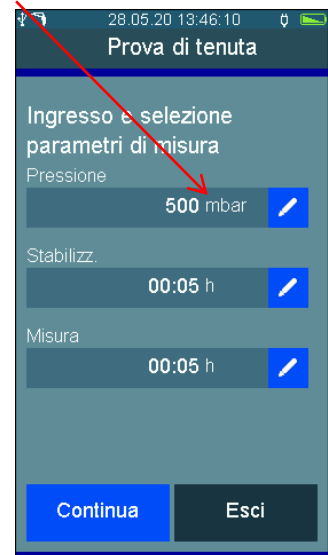 28.05.20 13:46:10
Prova di tenuta
Ingresso e selezione
parametri di misura
Pressione
500 mbar
Stabilizz.
00:05 h
Misura
00:05 h
Continua Esci